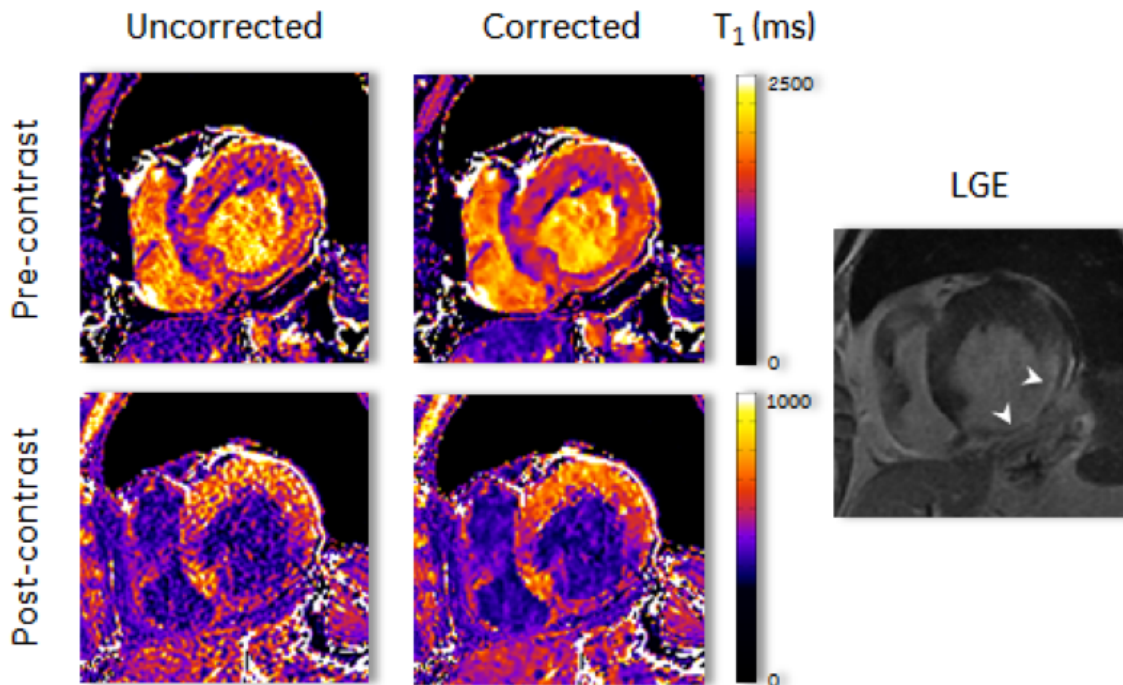 Uncorrected
Corrected
T₁ (ms)
Pre-contrast
2500
0
LGE
Post-contrast
1000
0